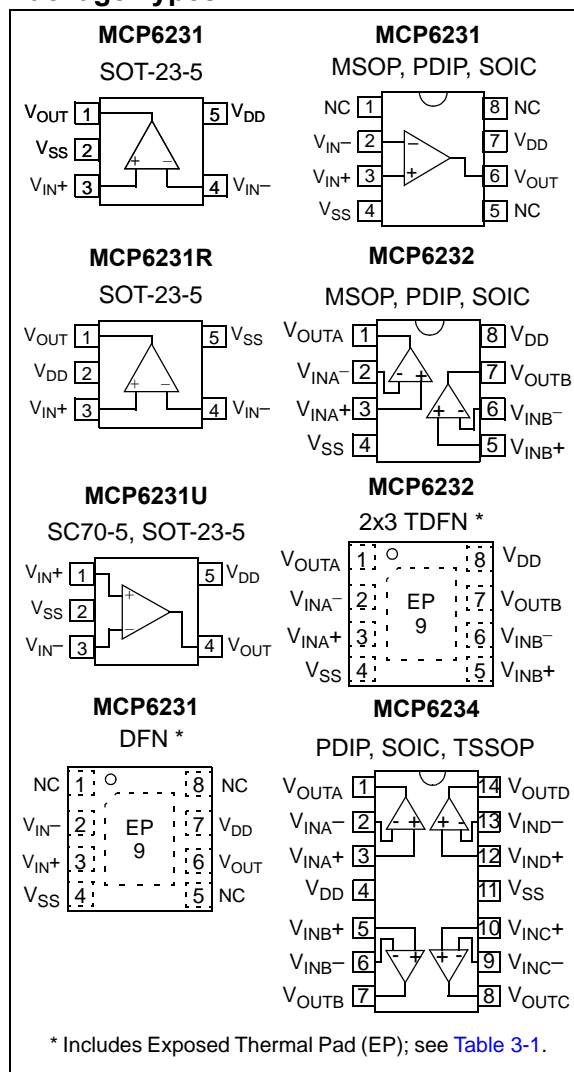 MCP6231
SOT-23-5
VOUT 1
5 VDD
VSS 2
VIN+ 3
4 VIN–
+ –
MCP6231
MSOP, PDIP, SOIC
NC 1
8 NC
VIN– 2
7 VDD
VIN+ 3
6 VOUT
VSS 4
5 NC
–
+
MCP6231R
SOT-23-5
VOUT 1
5 VSS
VDD 2
VIN+ 3
4 VIN–
+ –
MCP6232
MSOP, PDIP, SOIC
VOUTA 1
8 VDD
VINA– 2
7 VOUTB
VINA+ 3
6 VINB–
VSS 4
5 VINB+
- +
+ -
MCP6231U
SC70-5, SOT-23-5
VIN+ 1
5 VDD
VSS 2
VIN– 3
4 VOUT
+
–
MCP6232
2x3 TDFN *
VOUTA 1
8 VDD
VINA– 2
7 VOUTB
VINA+ 3
6 VINB–
VSS 4
5 VINB+
EP
9
MCP6231
DFN *
NC 1
8 NC
VIN– 2
7 VDD
VIN+ 3
6 VOUT
VSS 4
5 NC
EP
9
MCP6234
PDIP, SOIC, TSSOP
VOUTA 1
14 VOUTD
VINA– 2
13 VIND–
VINA+ 3
12 VIND+
VDD 4
11 VSS
VINB+ 5
10 VINC+
VINB– 6
9 VINC–
VOUTB 7
8 VOUTC
- + + -
- + + -
* Includes Exposed Thermal Pad (EP); see Table 3-1.